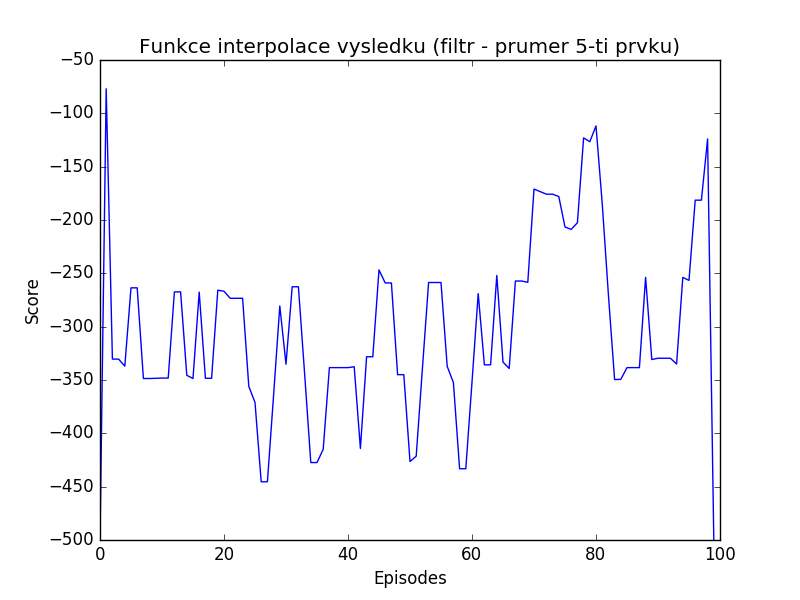 Funkce interpolace vysledku (filtr - prumer 5-ti prvku)
−50
−100
−150
−200
−250
−300
−350
−400
−450
−500
Score
0 20 40 60 80 100
Episodes